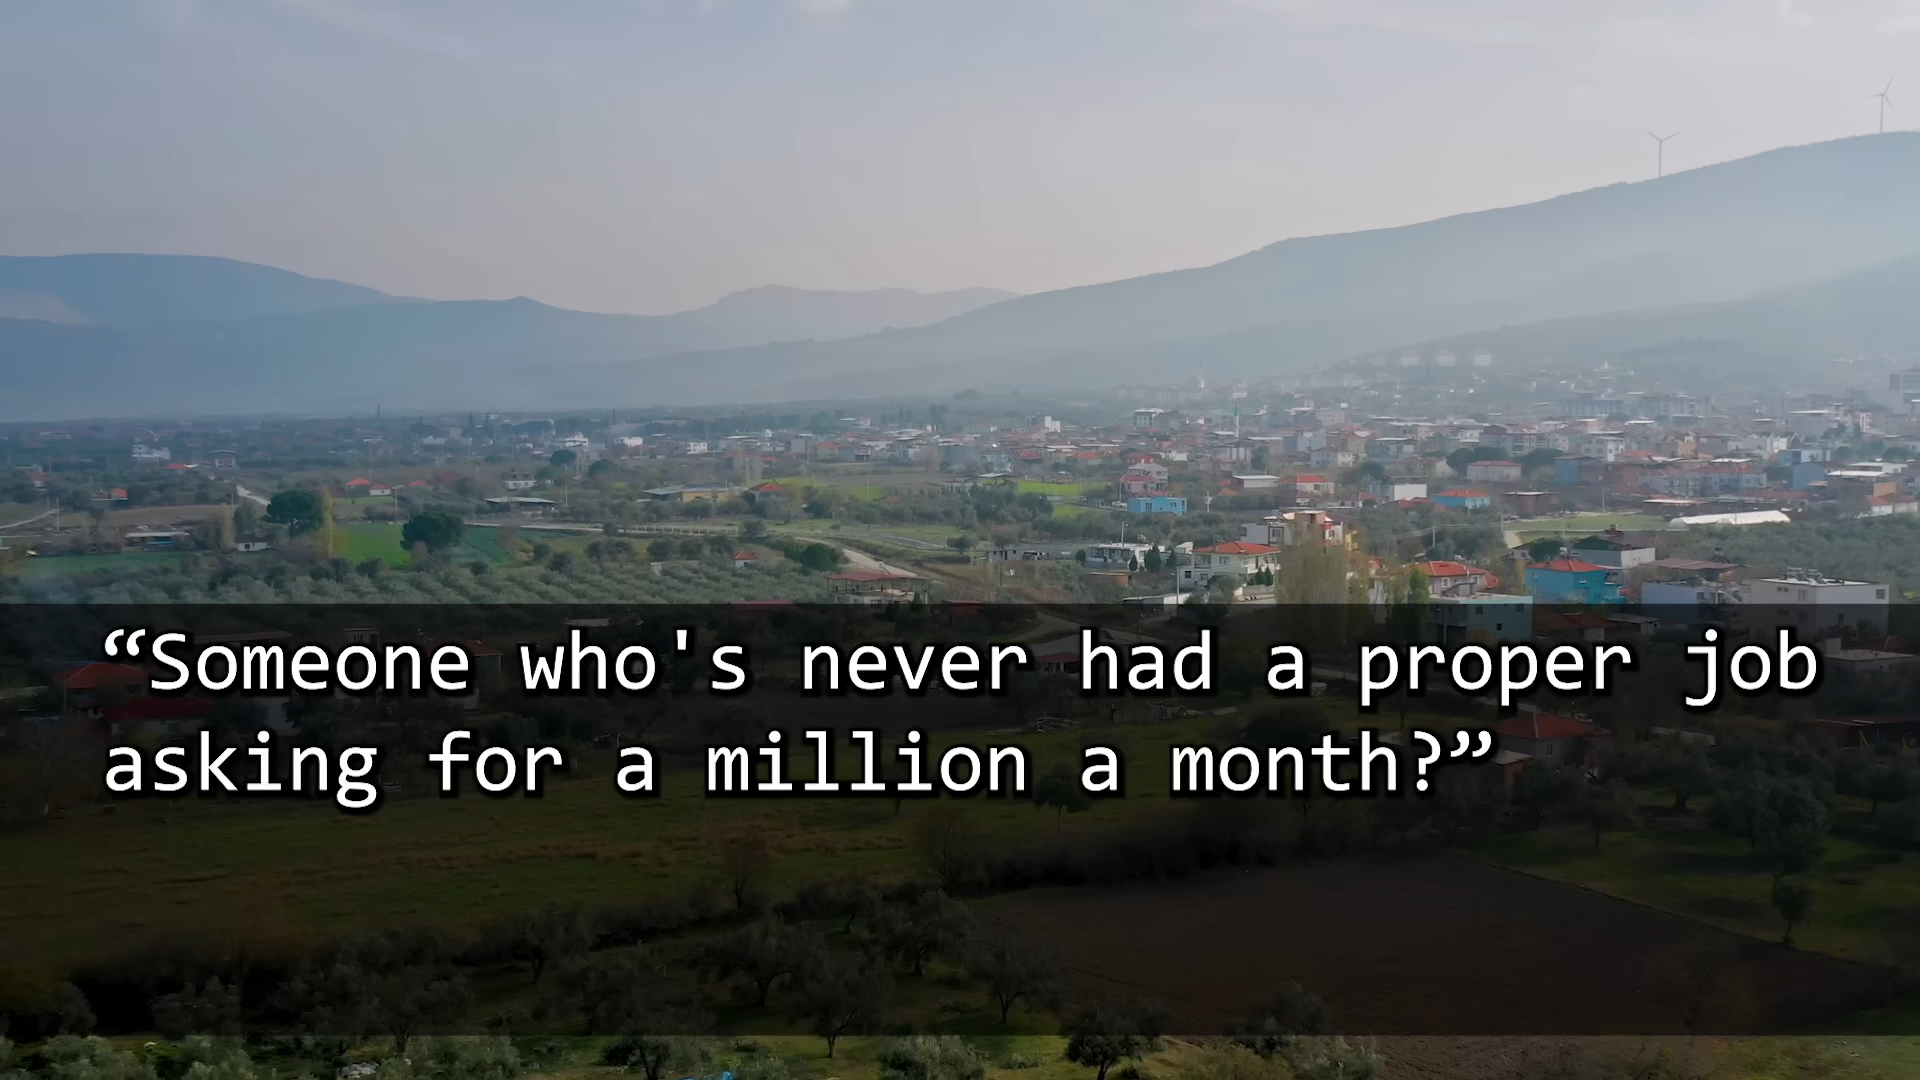 “Someone who's never had a proper job
asking for a million a month?”